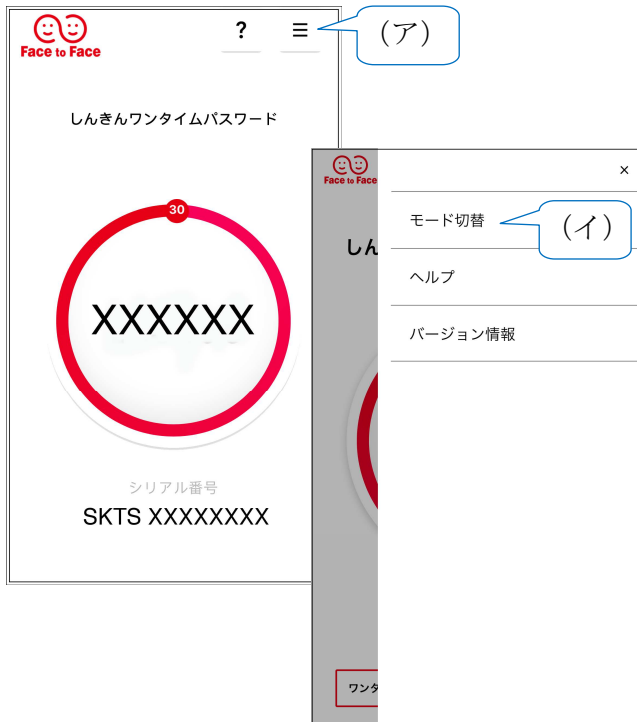 Face to Face
?
≡
(ア)
しんきんワンタイムパスワード
30
XXXXXX
シリアル番号
SKTS XXXXXXXX
Face to Face
×
しん
モード切替
(イ)
ヘルプ
バージョン情報
ワンタ